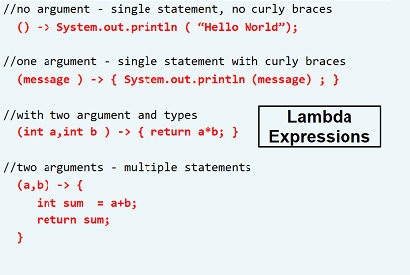 //no argument - single statement, no curly braces
() -> System.out.println ( “Hello World”);
//one argument - single statement with curly braces
(message ) -> { System.out.println (message) ; }
//with two argument and types
(int a,int b ) -> { return a*b; }
Lambda
Expressions
//two arguments - multiple statements
(a,b) -> {
int sum  = a+b;
return sum;
}